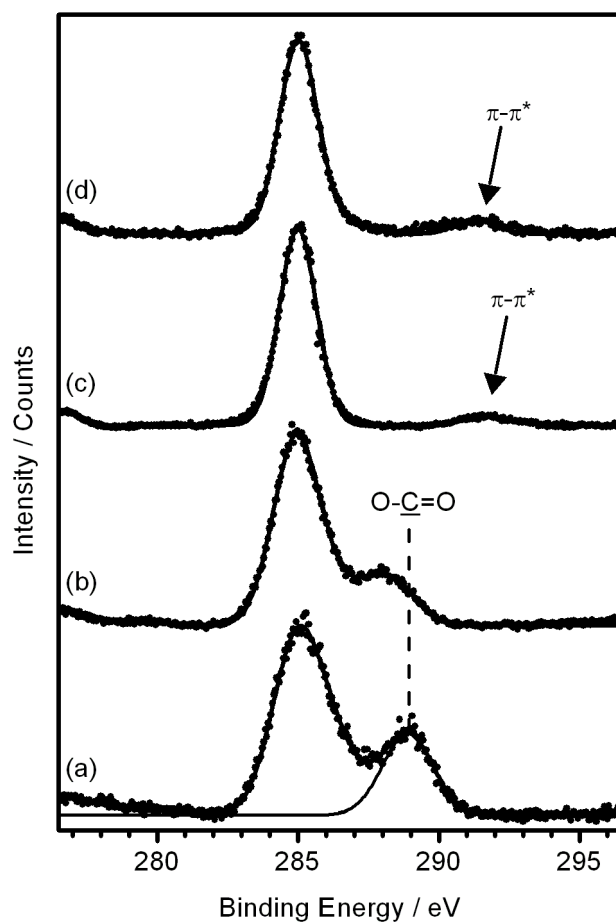 π-π*
(d)
π-π*
(c)
O-C=O
(b)
(a)
Intensity / Counts
280 285 290 295
Binding Energy / eV